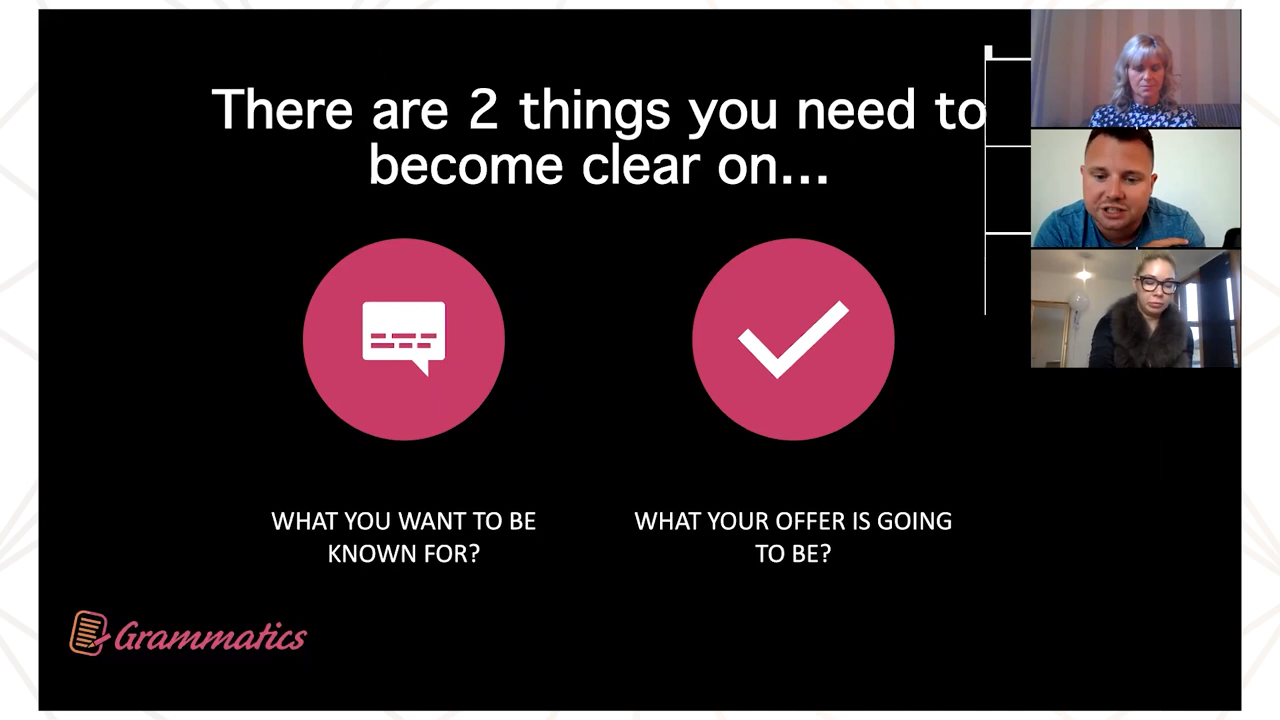 There are 2 things you need to
become clear on...
WHAT YOU WANT TO BE
KNOWN FOR?
WHAT YOUR OFFER IS GOING
TO BE?
Grammatics